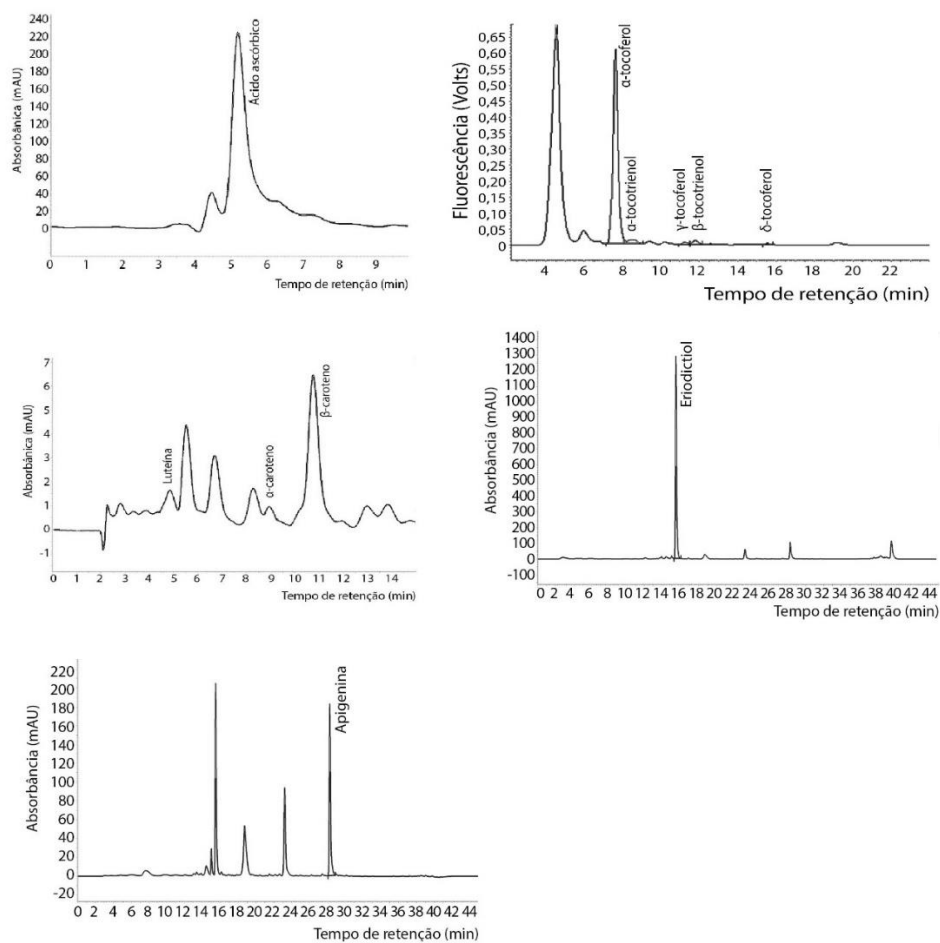 Absorbânica (mAU)
240
220
200
180
160
140
120
100
80
60
40
20
0
Ácido ascórbico
0 1 2 3 4 5 6 7 8 9
Tempo de retenção (min)
Fluorescência (Volts)
0,65
0,60
0,55
0,50
0,45
0,40
0,35
0,30
0,25
0,20
0,15
0,10
0,05
0
α-tocoferol
α-tocotrienol
γ-tocoferol
β-tocotrienol
δ-tocoferol
4 6 8 10 12 14 16 18 20 22
Tempo de retenção (min)
Absorbânica (mAU)
7
6
5
4
3
2
1
0
-1
Luteína
α-caroteno
β-caroteno
0 1 2 3 4 5 6 7 8 9 10 11 12 13 14
Tempo de retenção (min)
Absorbância (mAU)
1400
1300
1200
1100
1000
900
800
700
600
500
400
300
200
100
0
-100
Eriodictiol
0 2 4 6 8 10 12 14 16 18 20 22 24 26 28 30 32 34 36 38 40 42 44
Tempo de retenção (min)
Absorbância (mAU)
220
200
180
160
140
120
100
80
60
40
20
0
-20
Apigenina
0 2 4 6 8 10 12 14 16 18 20 22 24 26 28 30 32 34 36 38 40 42 44
Tempo de retenção (min)